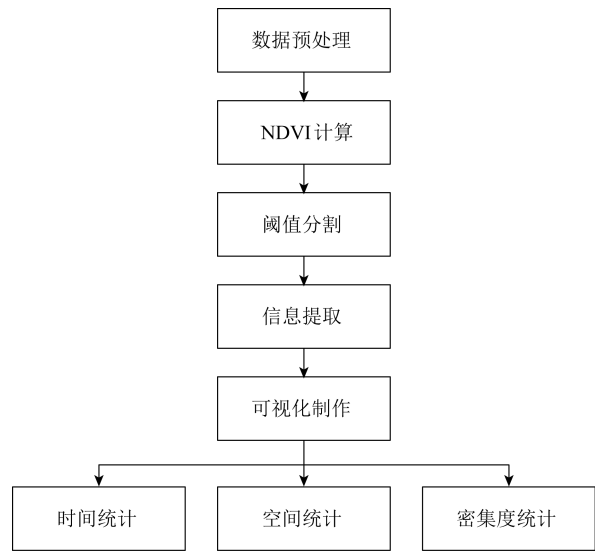 数据预处理
NDVI计算
阈值分割
信息提取
可视化制作
时间统计
空间统计
密集度统计